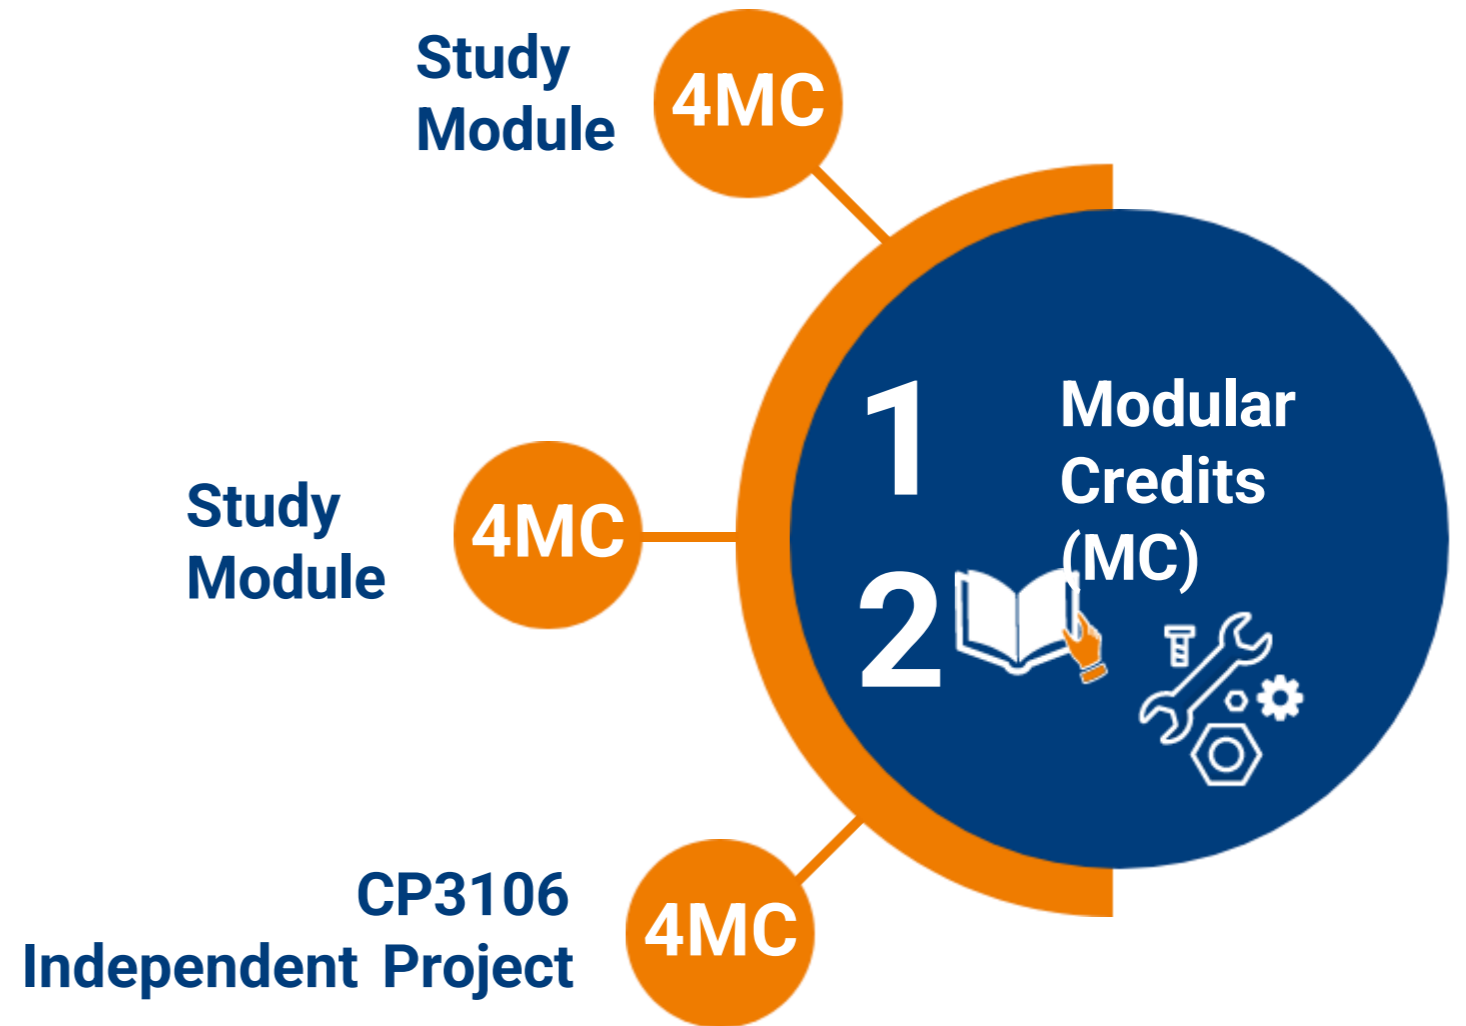 Study
Module
4MC
Study
Module
4MC
1
2
Modular
Credits
(MC)
CP3106
Independent Project
4MC